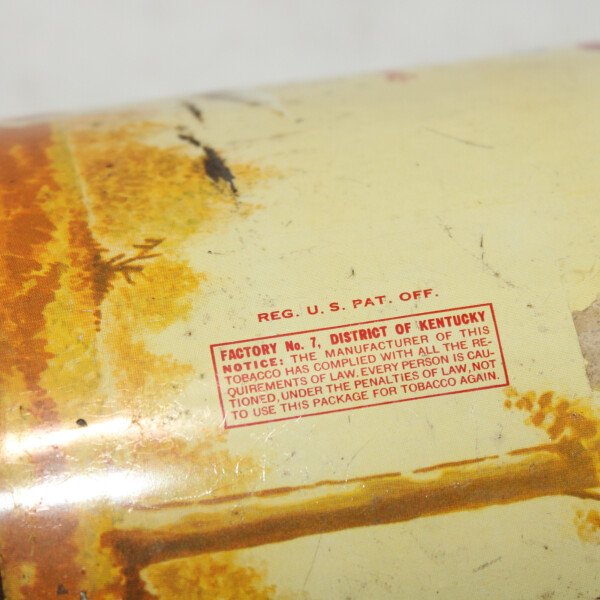 REG. U. S. PAT. OFF.
FACTORY No. 7, DISTRICT OF KENTUCKY
NOTICE: THE MANUFACTURER OF THIS
TOBACCO HAS COMPLIED WITH ALL THE RE-
QUIREMENTS OF LAW. EVERY PERSON IS CAU-
TIONED, UNDER THE PENALTIES OF LAW, NOT
TO USE THIS PACKAGE FOR TOBACCO AGAIN.